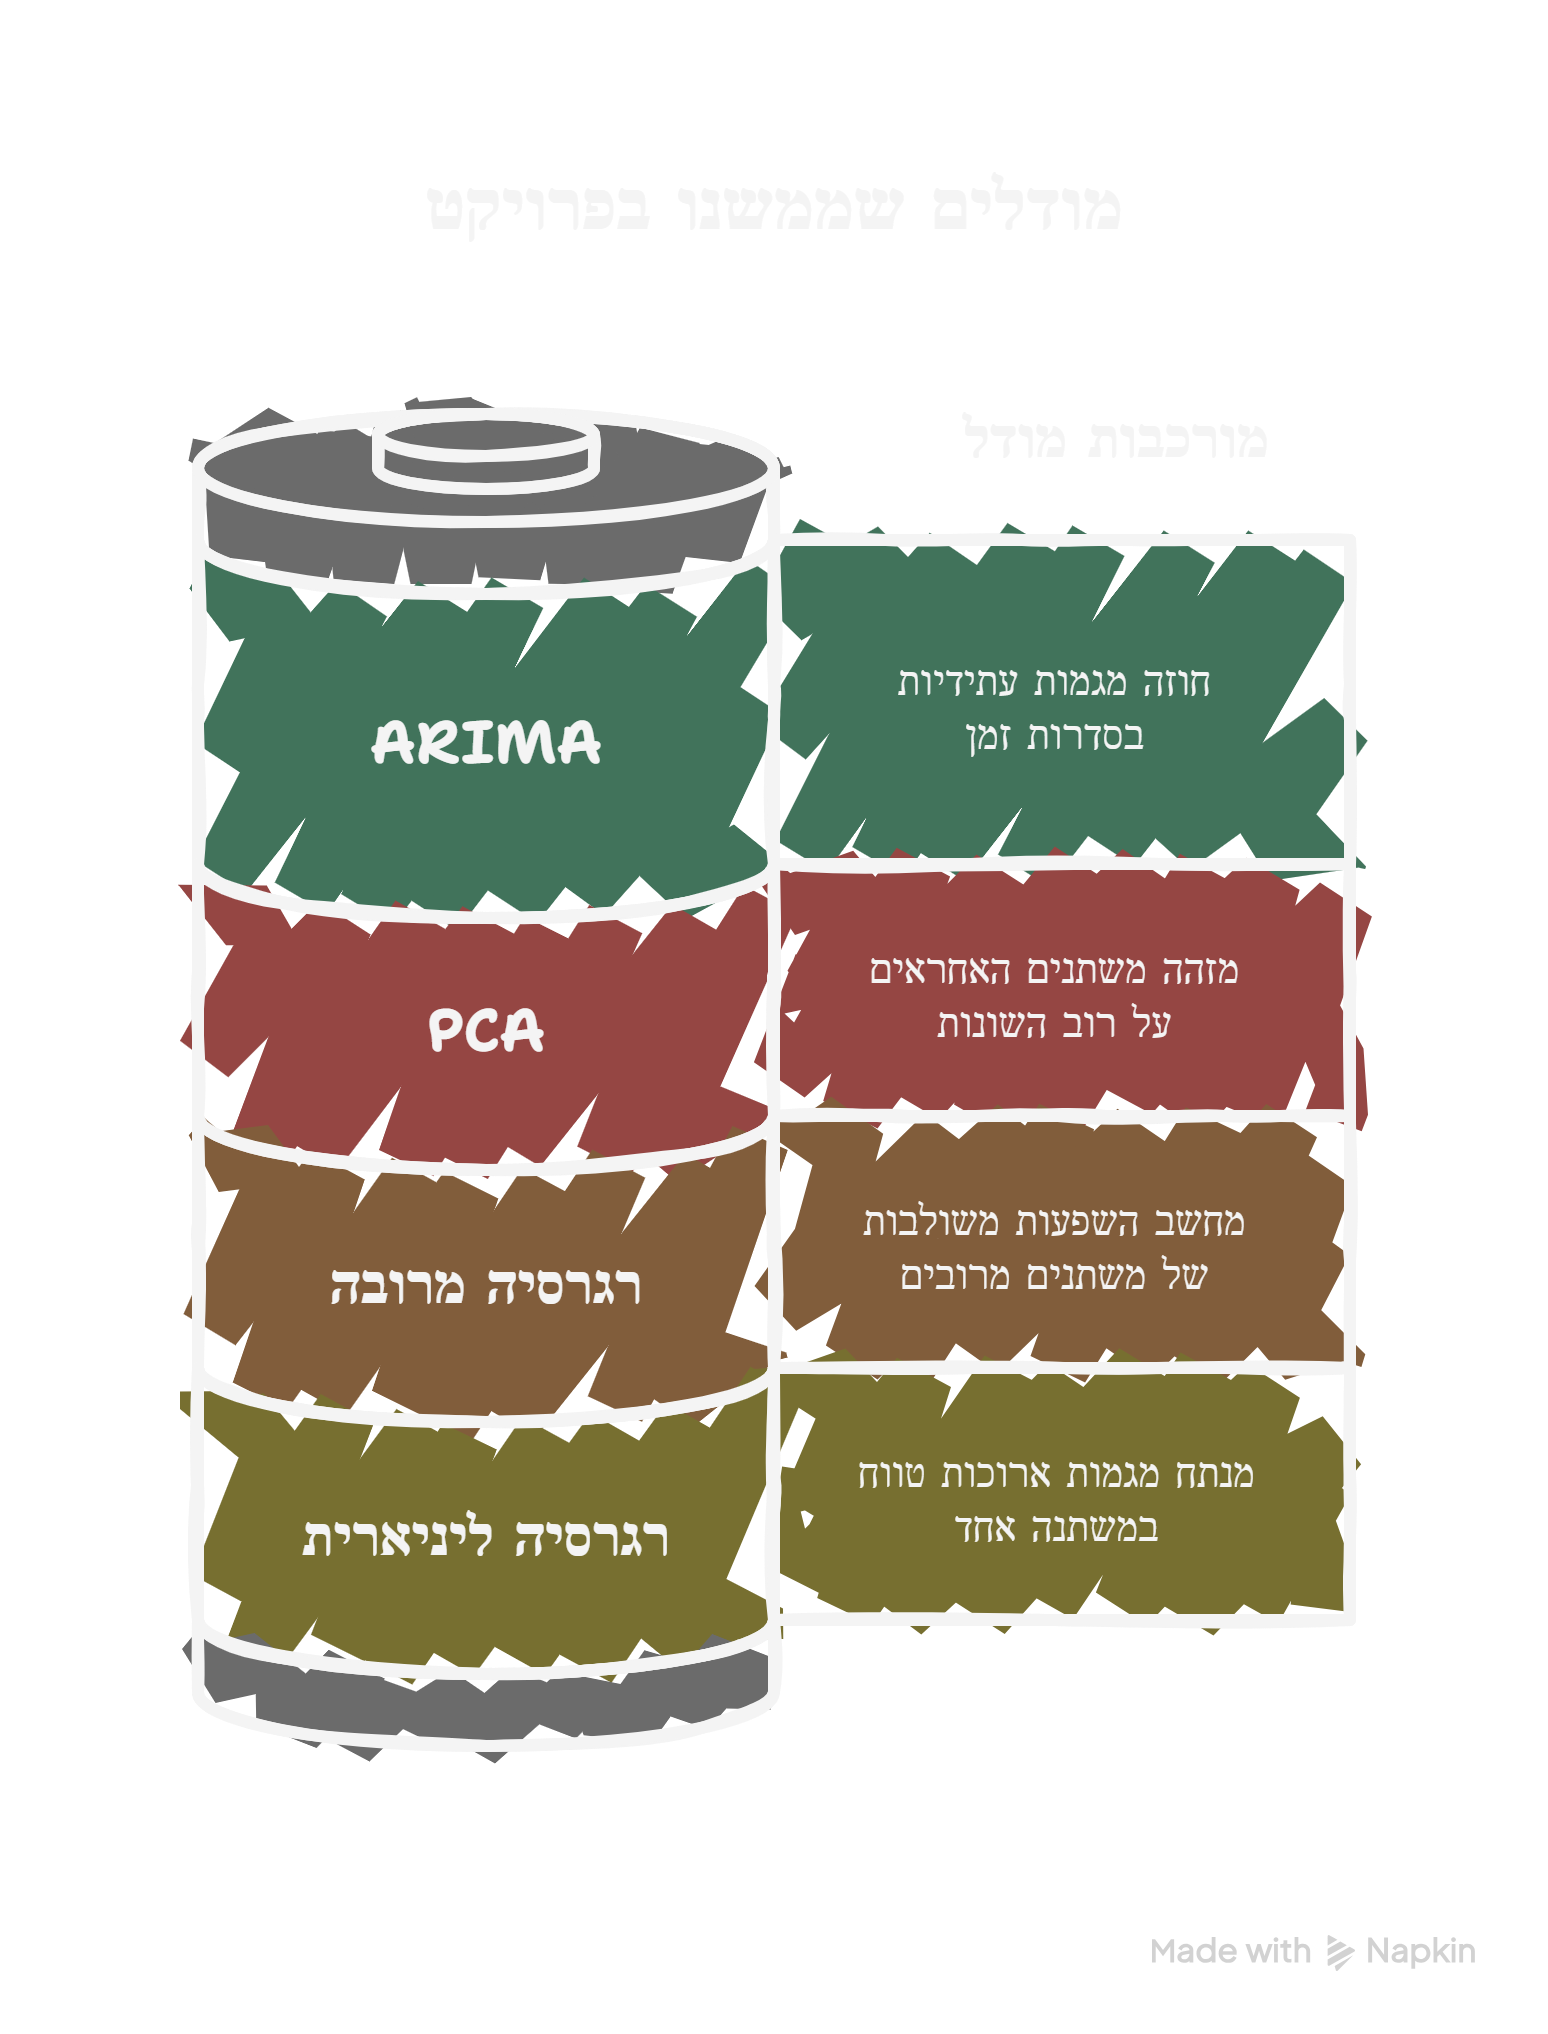 מודלים שממשנו בפרויקט
מורכבות מודל
ARIMA
חוזה מגמות עתידיות
בסדרות זמן
PCA
מזהה משתנים האחראים
על רוב השונות
רגרסיה מרובה
מחשב השפעות משולבות
של משתנים מרובים
רגרסיה ליניארית
מנתח מגמות ארוכות טווח
במשתנה אחד
Made with Napkin